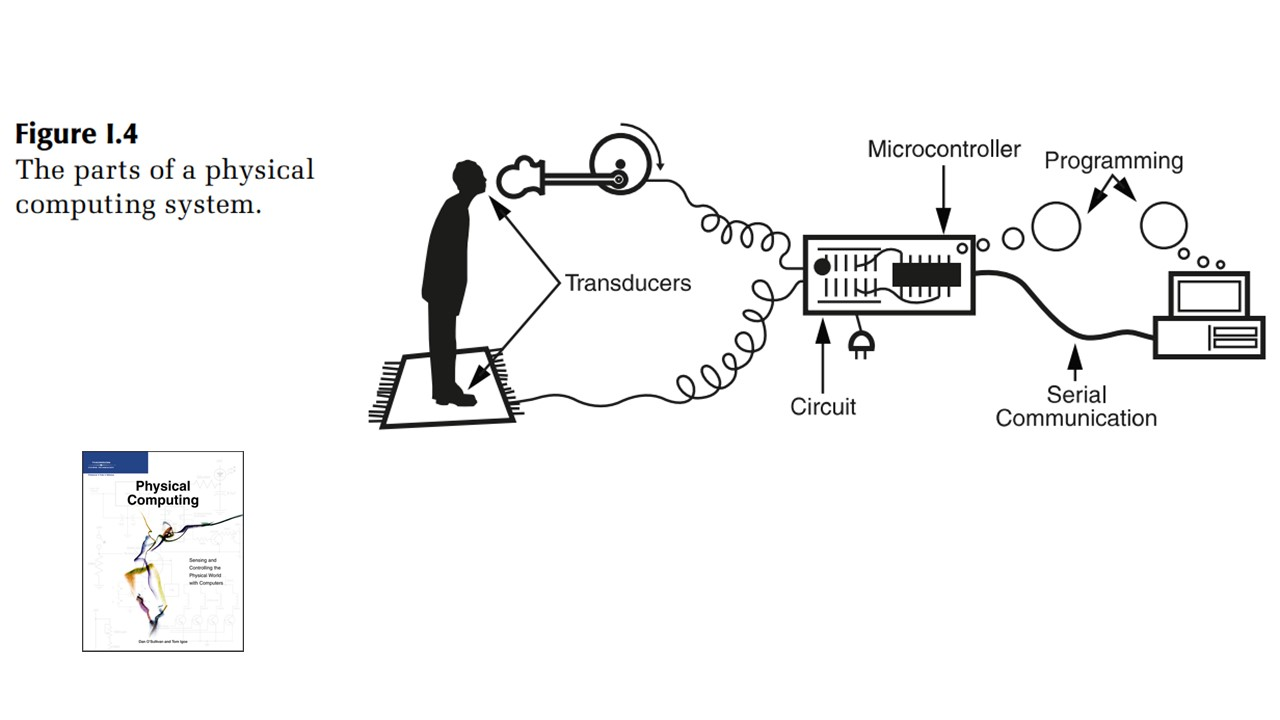 Figure I.4
The parts of a physical
computing system.
Microcontroller
Programming
Transducers
Circuit
Serial
Communication
Physical
Computing
Sensing and
Controlling the
Physical World
with Computers
Dan O'Sullivan and Tom Igoe